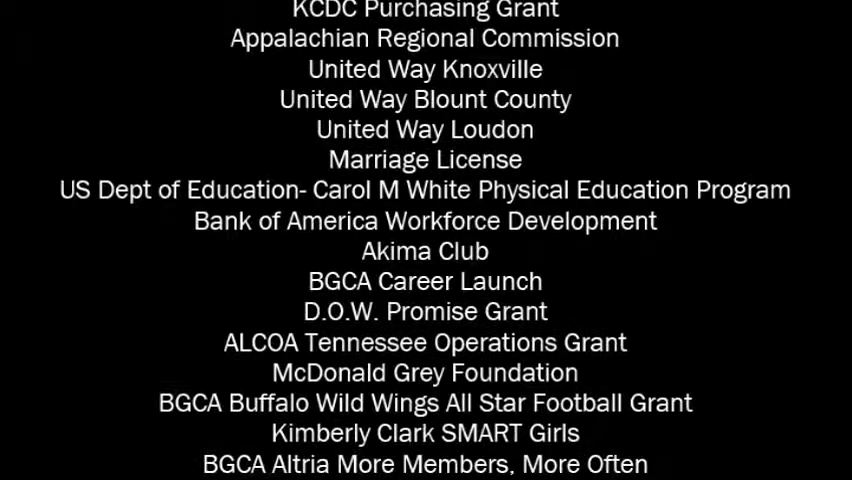 KCDC Purchasing Grant
Appalachian Regional Commission
United Way Knoxville
United Way Blount County
United Way Loudon
Marriage License
US Dept of Education- Carol M White Physical Education Program
Bank of America Workforce Development
Akima Club
BGCA Career Launch
D.O.W. Promise Grant
ALCOA Tennessee Operations Grant
McDonald Grey Foundation
BGCA Buffalo Wild Wings All Star Football Grant
Kimberly Clark SMART Girls
BGCA Altria More Members, More Often